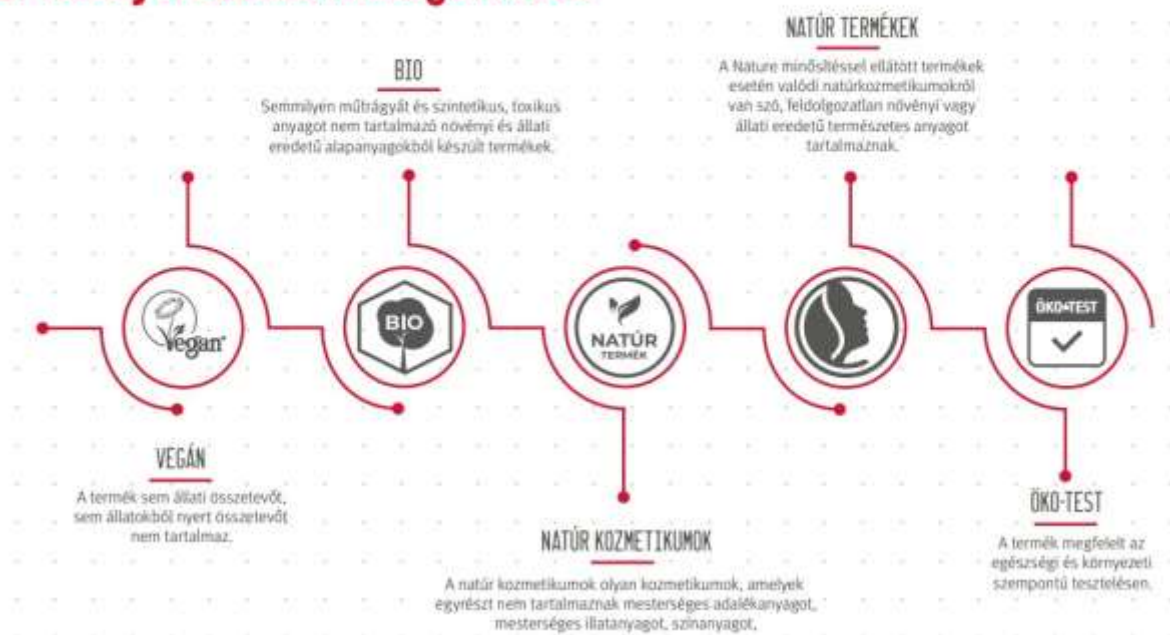 NATÚR TERMÉKEK
A Nature minősítéssel ellátott termékek
esetén valódi natúrkozmetikumokról
van szó, feldolgozatlan növényi vagy
állati eredetű természetes anyagot
tartalmaznak.
BIO
Semmilyen műtrágyát és szintetikus, toxikus
anyagot nem tartalmazó növényi és állati
eredetű alapanyagokból készült termékek.
Vegan
BIO
NATÚR
TERMÉK
ÖKO-TEST
VEGÁN
A termék sem állati összetevőt,
sem állatokból nyert összetevőt
nem tartalmaz.
NATÚR KOZMETIKUMOK
A natúr kozmetikumok olyan kozmetikumok, amelyek
egyrészt nem tartalmaznak mesterséges adalékanyagot,
mesterséges illatanyagot, színanyagot,
ÖKO-TEST
A termék megfelelt az
egészségi és környezeti
szempontú tesztelésen.